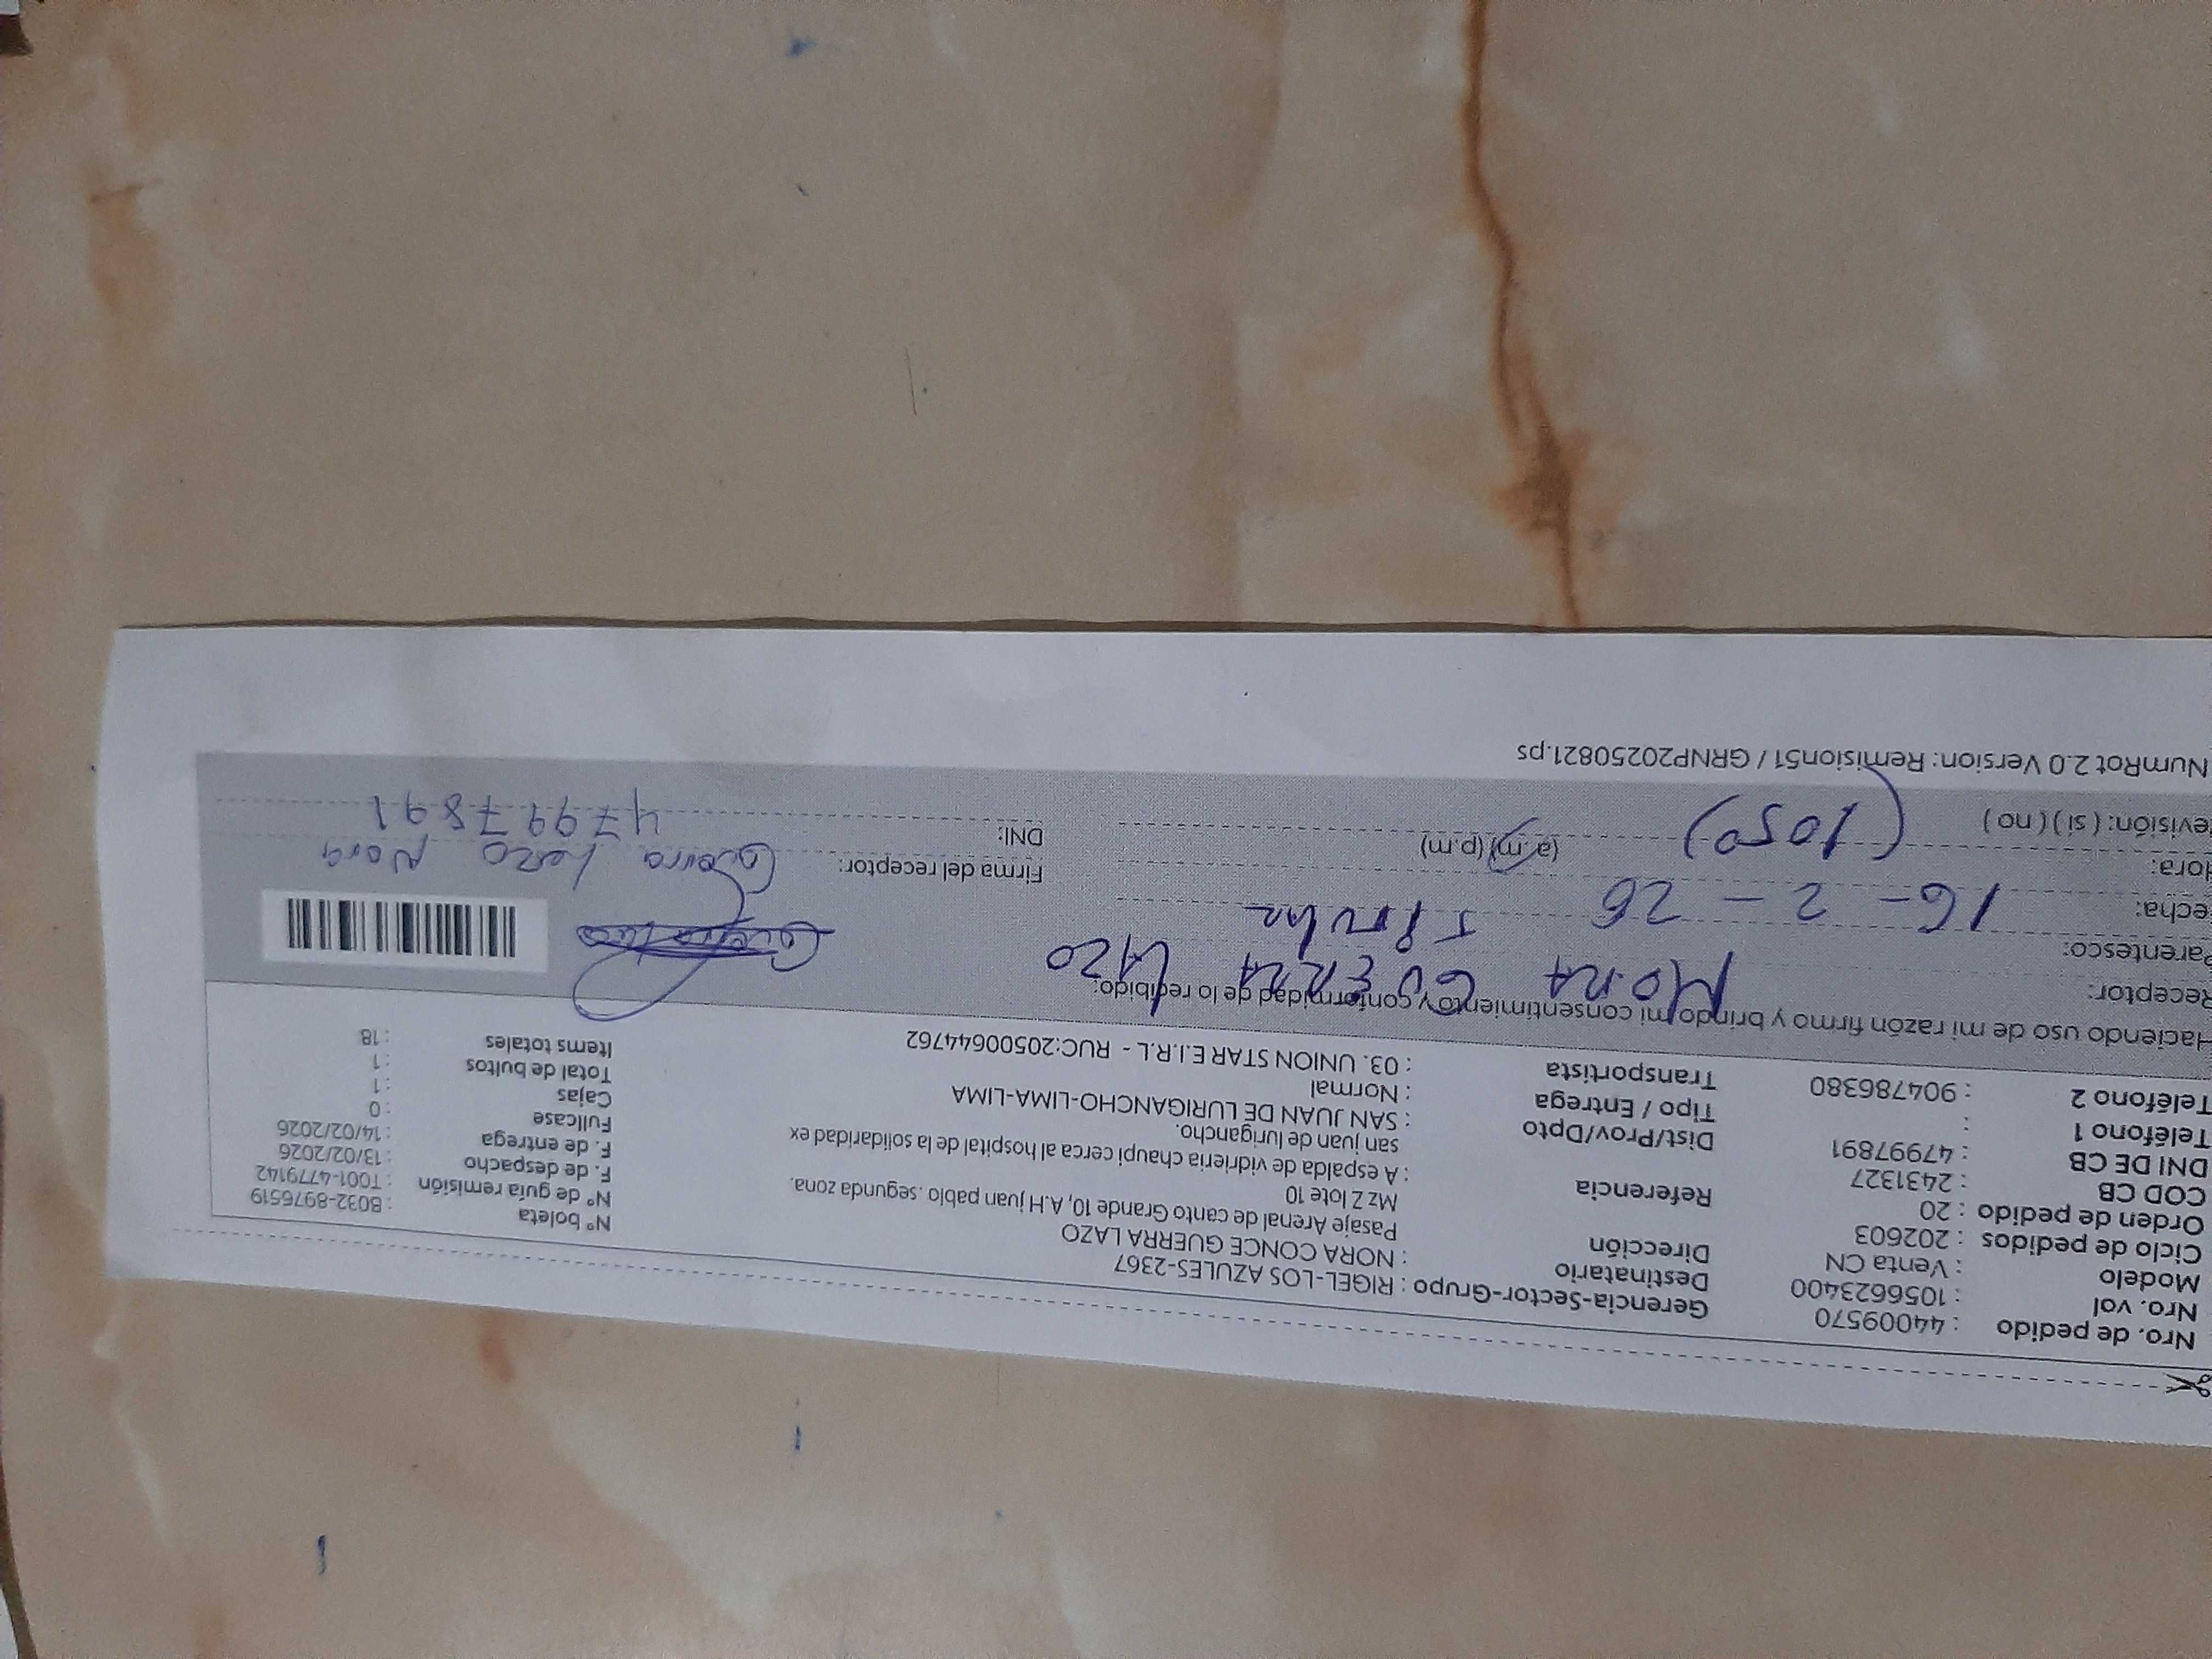 Nro. de pedido : 44009570
Nro. vol : 1056623400
Modelo : Venta CN
Ciclo de pedidos : 202603
Orden de pedido : 20
COD CB : 2431327
DNI DE CB : 47997891
Teléfono 1 :
Teléfono 2 : 904786380
Gerencia-Sector-Grupo : RIGEL-LOS AZULES-2367
Destinatario : NORA CONCE GUERRA LAZO
Dirección Pasaje Arenal de canto Grande 10, A.H juan pablo .segunda zona.
Mz Z lote 10
Referencia : A espalda de vidrieria chaupi cerca al hospital de la solidaridad ex
san juan de lurigancho.
Dist/Prov/Dpto : SAN JUAN DE LURIGANCHO-LIMA-LIMA
Tipo / Entrega : Normal
Transportista : 03. UNION STAR E.I.R.L - RUC:2050064476​2
Nº boleta : B032-8976519
Nº de guía remisión : T001-4779142
F. de despacho : 13/02/2026
F. de entrega : 14/02/2026
Fullcase : 0
Cajas : 1
Total de bultos : 1
Items totales : 18
Haciendo uso de mi razón firmo y brindo mi consentimiento y conformidad de lo recibido:
Receptor: NORA GUERRA LAZO
Parentesco:
echa: 16 - 2 - 26
Hora: (1050) (a.m) (p.m)
evisión: ( sí ) ( no )
Firma del receptor: Guerra Lazo Nora
DNI: 47997891
NumRot 2.0 Version: Remision51 / GRNP20250821.ps